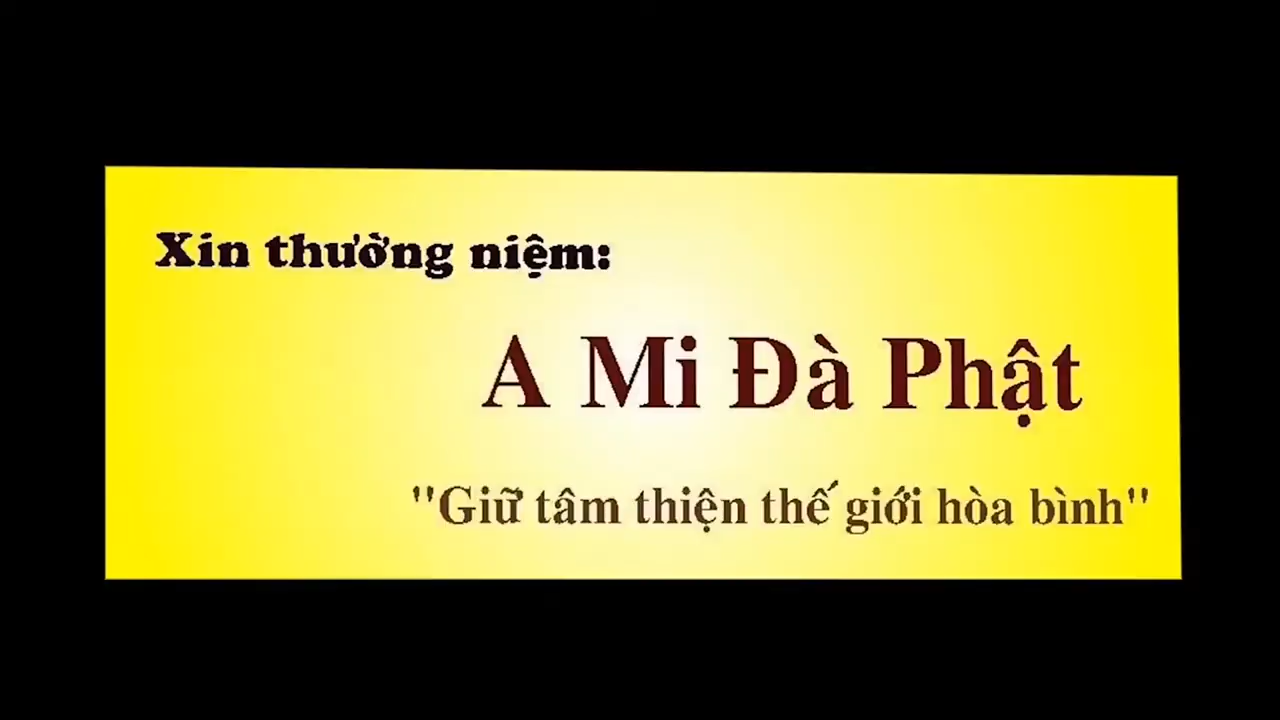 Xin thường niệm:
A Mi Đà Phật
"Giữ tâm thiện thế giới hòa bình"